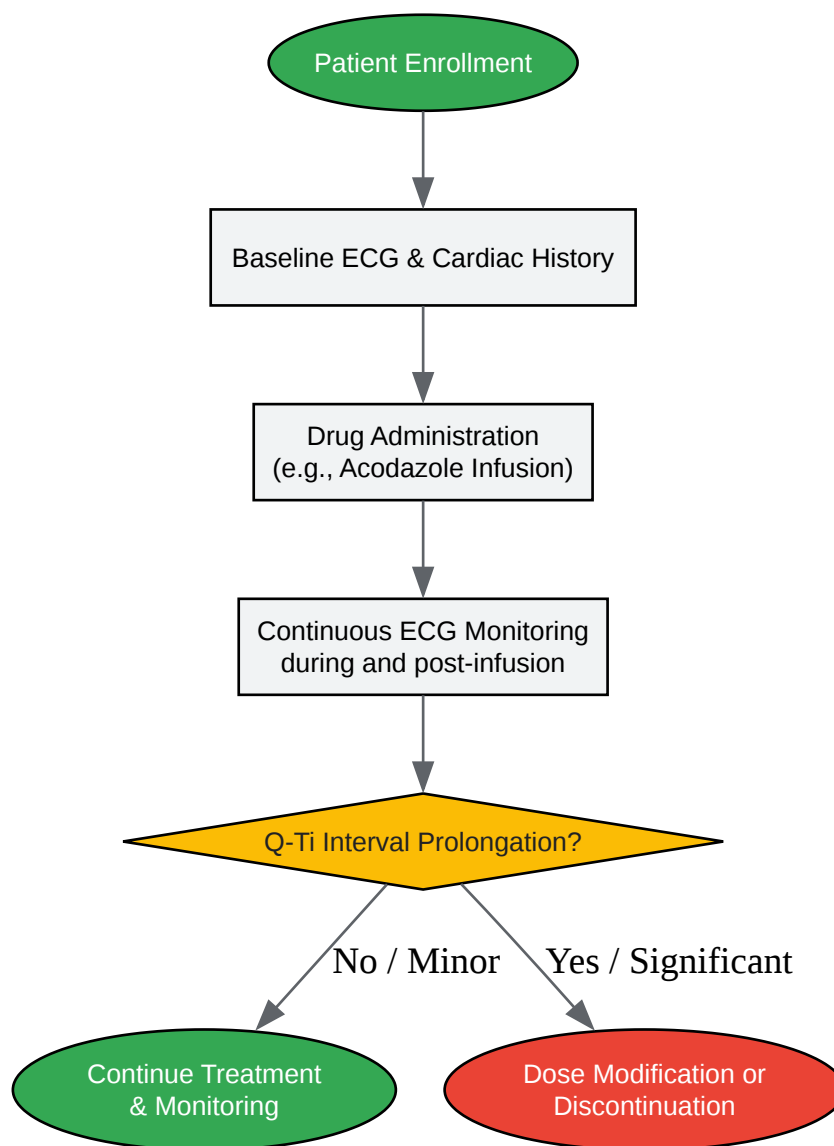 Patient Enrollment
Baseline ECG & Cardiac History
Drug Administration
(e.g., Acodazole Infusion)
Continuous ECG Monitoring
during and post-infusion
Q-Ti Interval Prolongation?
No / Minor
Yes / Significant
Continue Treatment
& Monitoring
Dose Modification or
Discontinuation